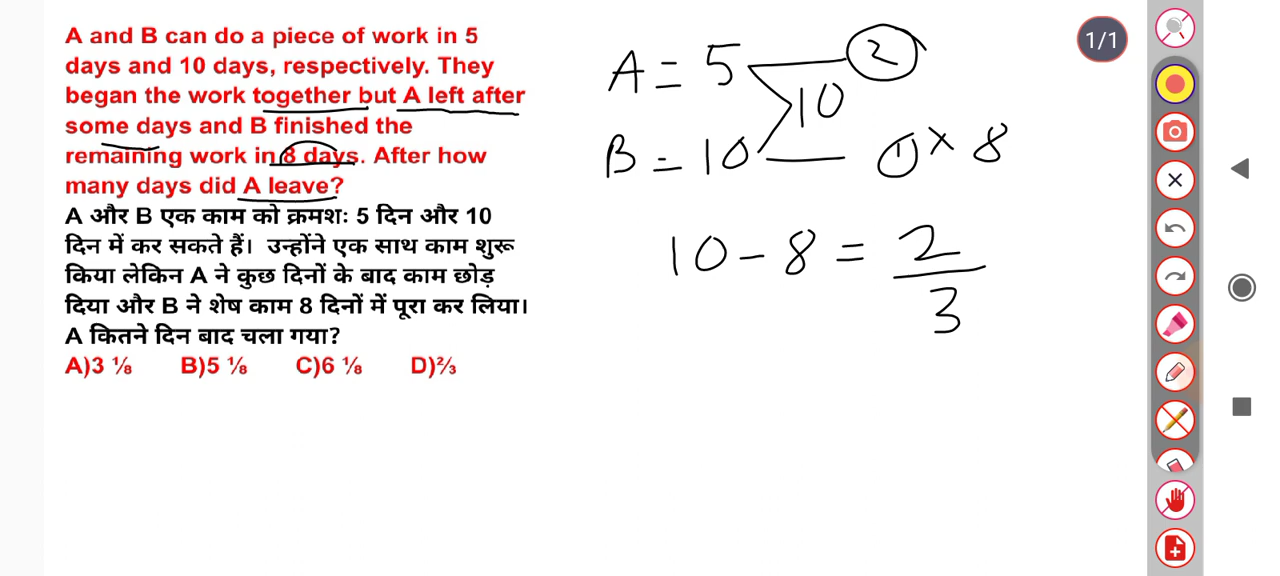 A and B can do a piece of work in 5
days and 10 days, respectively. They
began the work together but A left after
some days and B finished the
remaining work in 8 days. After how
many days did A leave?
A और B एक काम को क्रमशः 5 दिन और 10
दिन में कर सकते हैं। उन्होंने एक साथ काम शुरू
किया लेकिन A ने कुछ दिनों के बाद काम छोड़
दिया और B ने शेष काम 8 दिनों में पूरा कर लिया।
A कितने दिन बाद चला गया?
A)3 ⅛ B)5 ⅛ C)6 ⅛ D)⅔
A = 5 2
10
B = 10 1 × 8
10 - 8 = 2
3
1/1